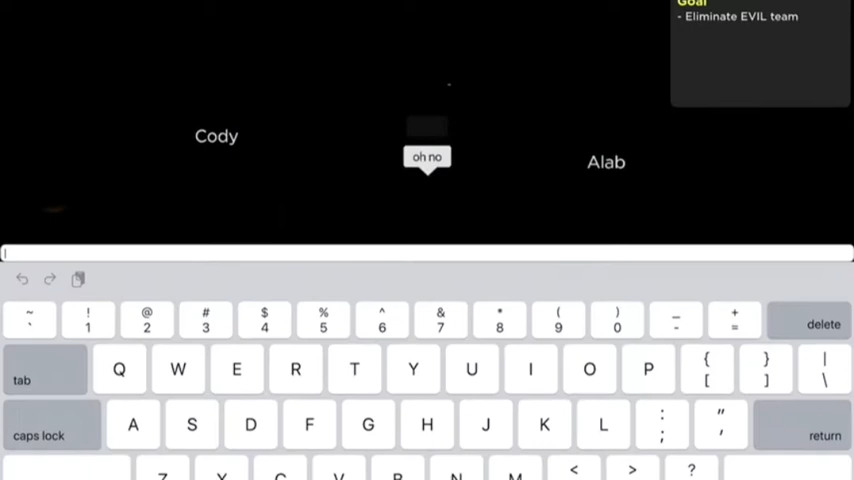 Goal
- Eliminate EVIL team
Cody
oh no
Alab
~ ! @ # $ % ^ & * ( ) _ +
` 1 2 3 4 5 6 7 8 9 0 - = delete
tab Q W E R T Y U I O P { } |
[ ] \
caps lock A S D F G H J K L : " return
; '
Z X C V B N M < > ?